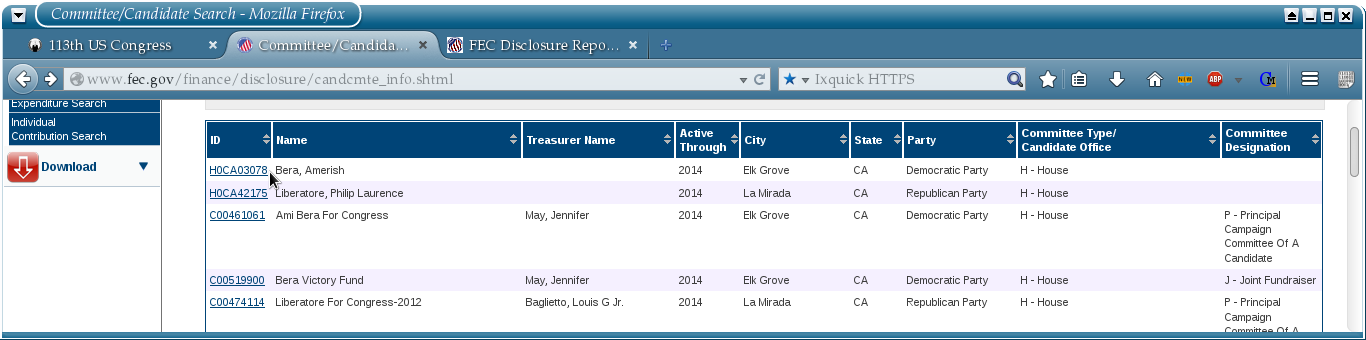 Committee/Candidate Search - Mozilla Firefox
113th US Congress
Committee/Candida...
FEC Disclosure Repo...
www.fec.gov/finance/disclosure/candcmte_info.shtml
Ixquick HTTPS
NEW
ABP
Expenditure Search
Individual
Contribution Search
Download
ID Name Treasurer Name Active Through City State Party Committee Type/ Candidate Office Committee Designation
H0CA03078 Bera, Amerish 2014 Elk Grove CA Democratic Party H - House
H0CA42175 Liberatore, Philip Laurence 2014 La Mirada CA Republican Party H - House
C00461061 Ami Bera For Congress May, Jennifer 2014 Elk Grove CA Democratic Party H - House P - Principal
Campaign
Committee Of A
Candidate
C00519900 Bera Victory Fund May, Jennifer 2014 Elk Grove CA Democratic Party H - House J - Joint Fundraiser
C00474114 Liberatore For Congress-2012 Baglietto, Louis G Jr. 2014 La Mirada CA Republican Party H - House P - Principal
Campaign
Committee Of A